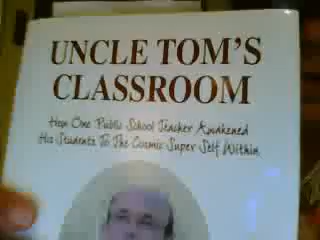 UNCLE TOM'S
CLASSROOM
How One Public School Teacher Awakened
His Students To The Cosmic Super Self Within